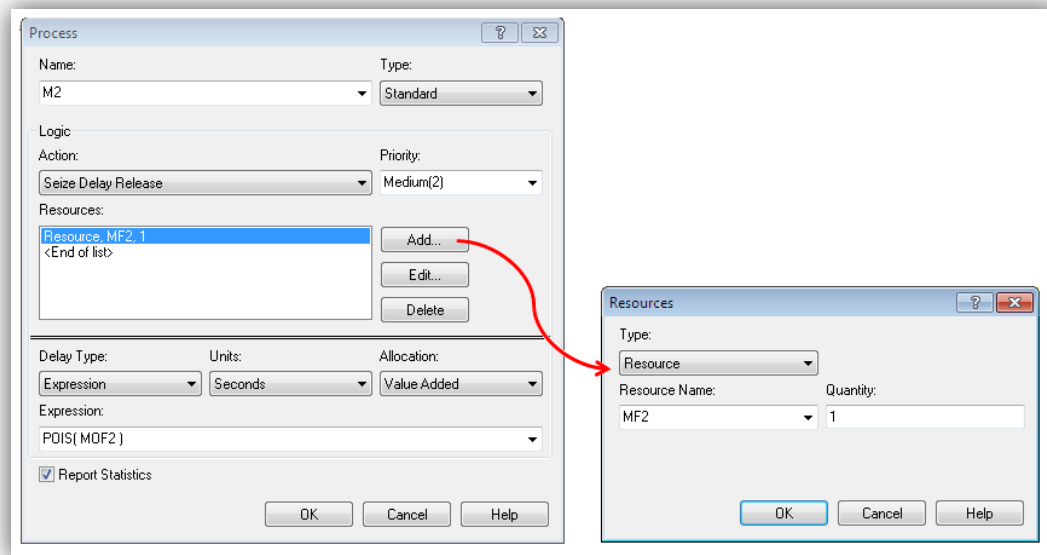 Process
Name:
Type:
M2
Standard
Logic
Action:
Priority:
Seize Delay Release
Medium(2)
Resources:
Resource, MF2, 1
<End of list>
Add...
Edit...
Delete
Delay Type:
Units:
Allocation:
Expression
Seconds
Value Added
Expression:
POIS( MOF2 )
Report Statistics
OK
Cancel
Help
Resources
Type:
Resource
Resource Name:
Quantity:
MF2
1
OK
Cancel
Help